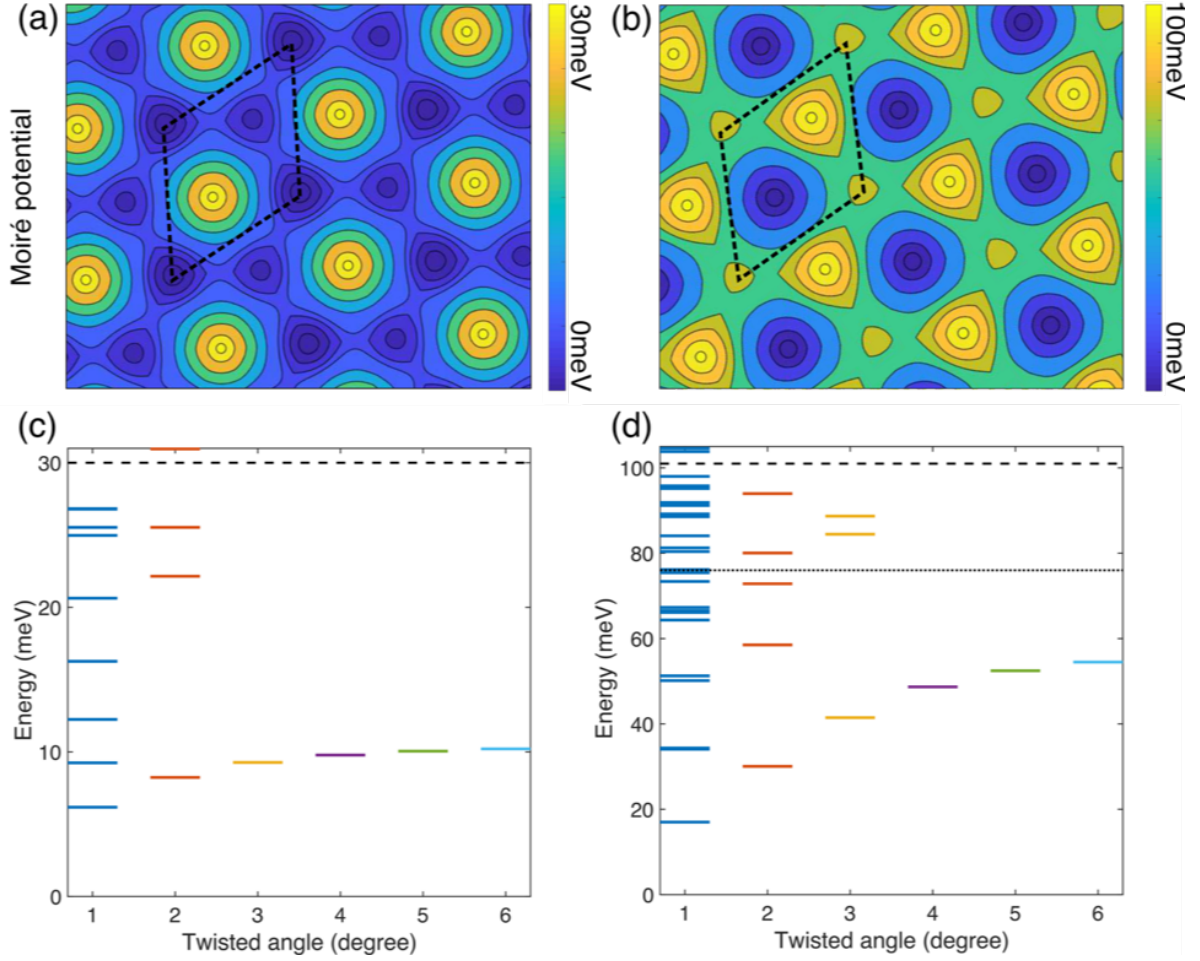 (a)
(b)
30meV
0meV
100meV
0meV
Moiré potential
(c)
(d)
30
20
10
0
Energy (meV)
1 2 3 4 5 6
Twisted angle (degree)
100
80
60
40
20
0
Energy (meV)
1 2 3 4 5 6
Twisted angle (degree)